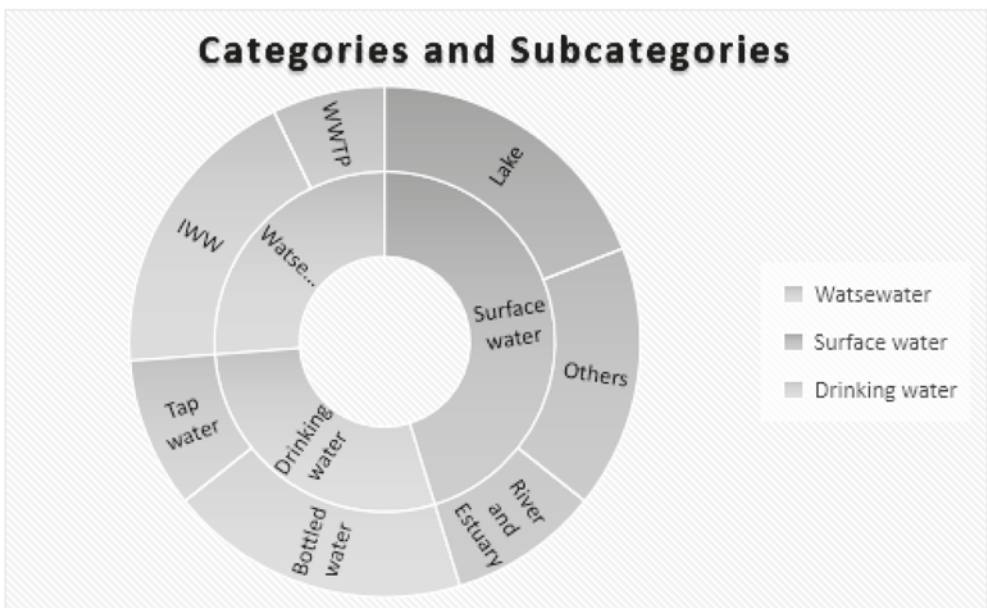 Categories and Subcategories
WWTP
Lake
IWW
Watse...
Surface
water
Others
Tap
water
Drinking
water
River
and
Estuary
Bottled
water
Watsewater
Surface water
Drinking water